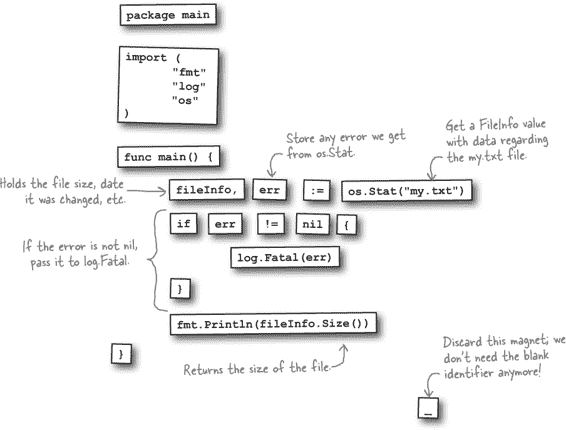 package main
import (
"fmt"
"log"
"os"
)
func main() {
Store any error we get
from os.Stat.
Get a FileInfo value
with data regarding
the my.txt file.
Holds the file size, date
it was changed, etc.
fileInfo, err := os.Stat("my.txt")
If the error is not nil,
pass it to log.Fatal.
if err != nil {
log.Fatal(err)
}
fmt.Println(fileInfo.Size())
}
Returns the size of the file.
Discard this magnet; we
don't need the blank
identifier anymore!
_